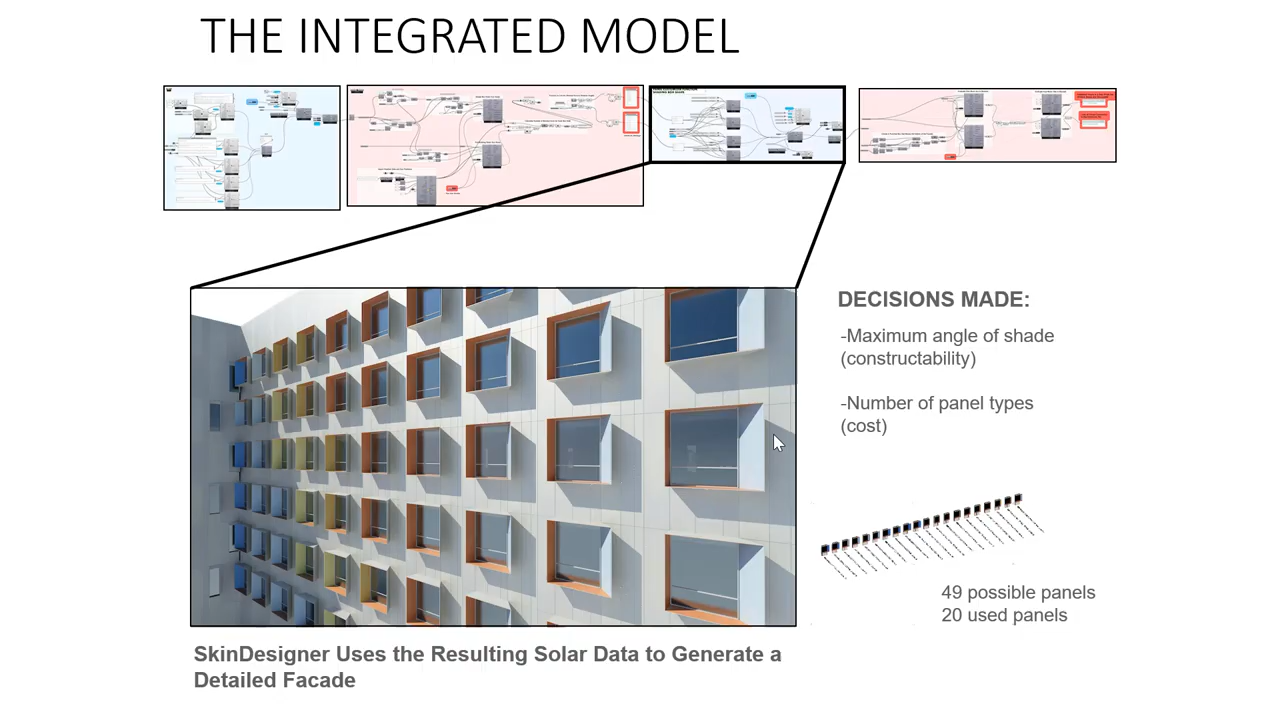 THE INTEGRATED MODEL
DECISIONS MADE:
-Maximum angle of shade
(constructability)
-Number of panel types
(cost)
49 possible panels
20 used panels
SkinDesigner Uses the Resulting Solar Data to Generate a
Detailed Facade